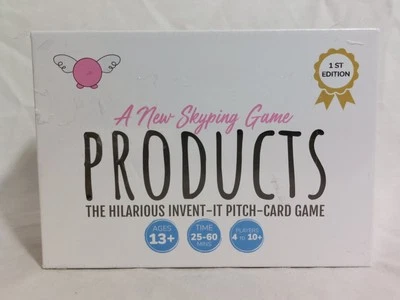 1 ST
EDITION
A New Skyping Game
PRODUCTS
THE HILARIOUS INVENT-IT PITCH-CARD GAME
AGES
13+
TIME
25-60
MINS
PLAYERS
4 TO 10+